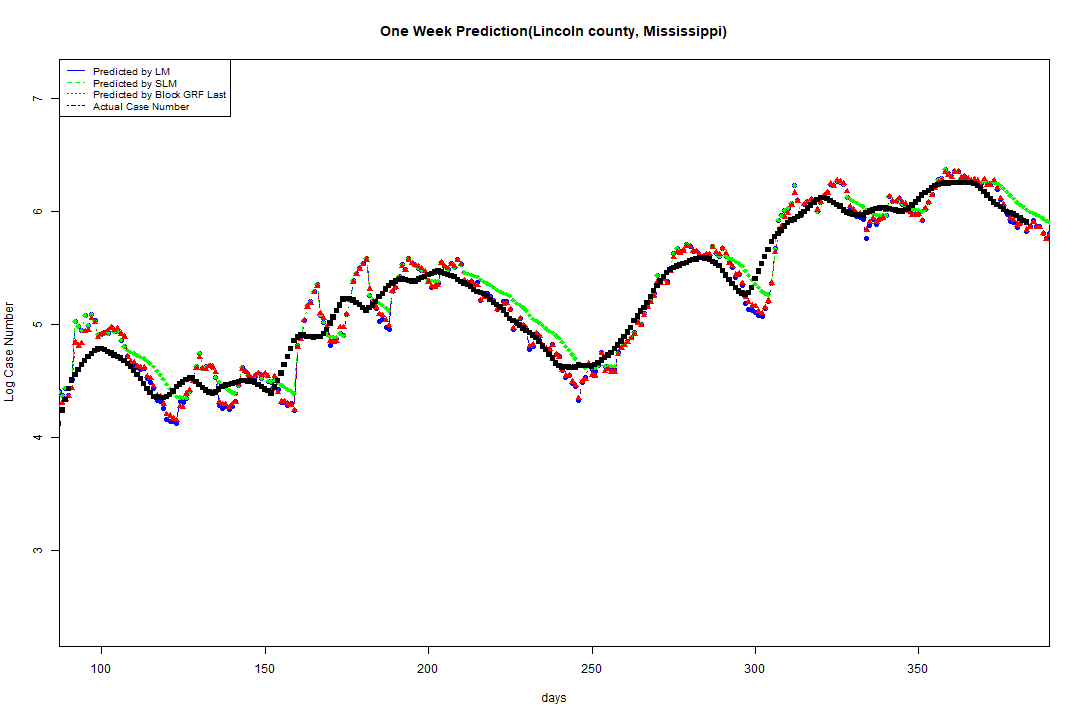 One Week Prediction(Lincoln county, Mississippi)
Predicted by LM
Predicted by SLM
Predicted by Block GRF Last
Actual Case Number
7
6
5
4
3
Log Case Number
100 150 200 250 300 350
days